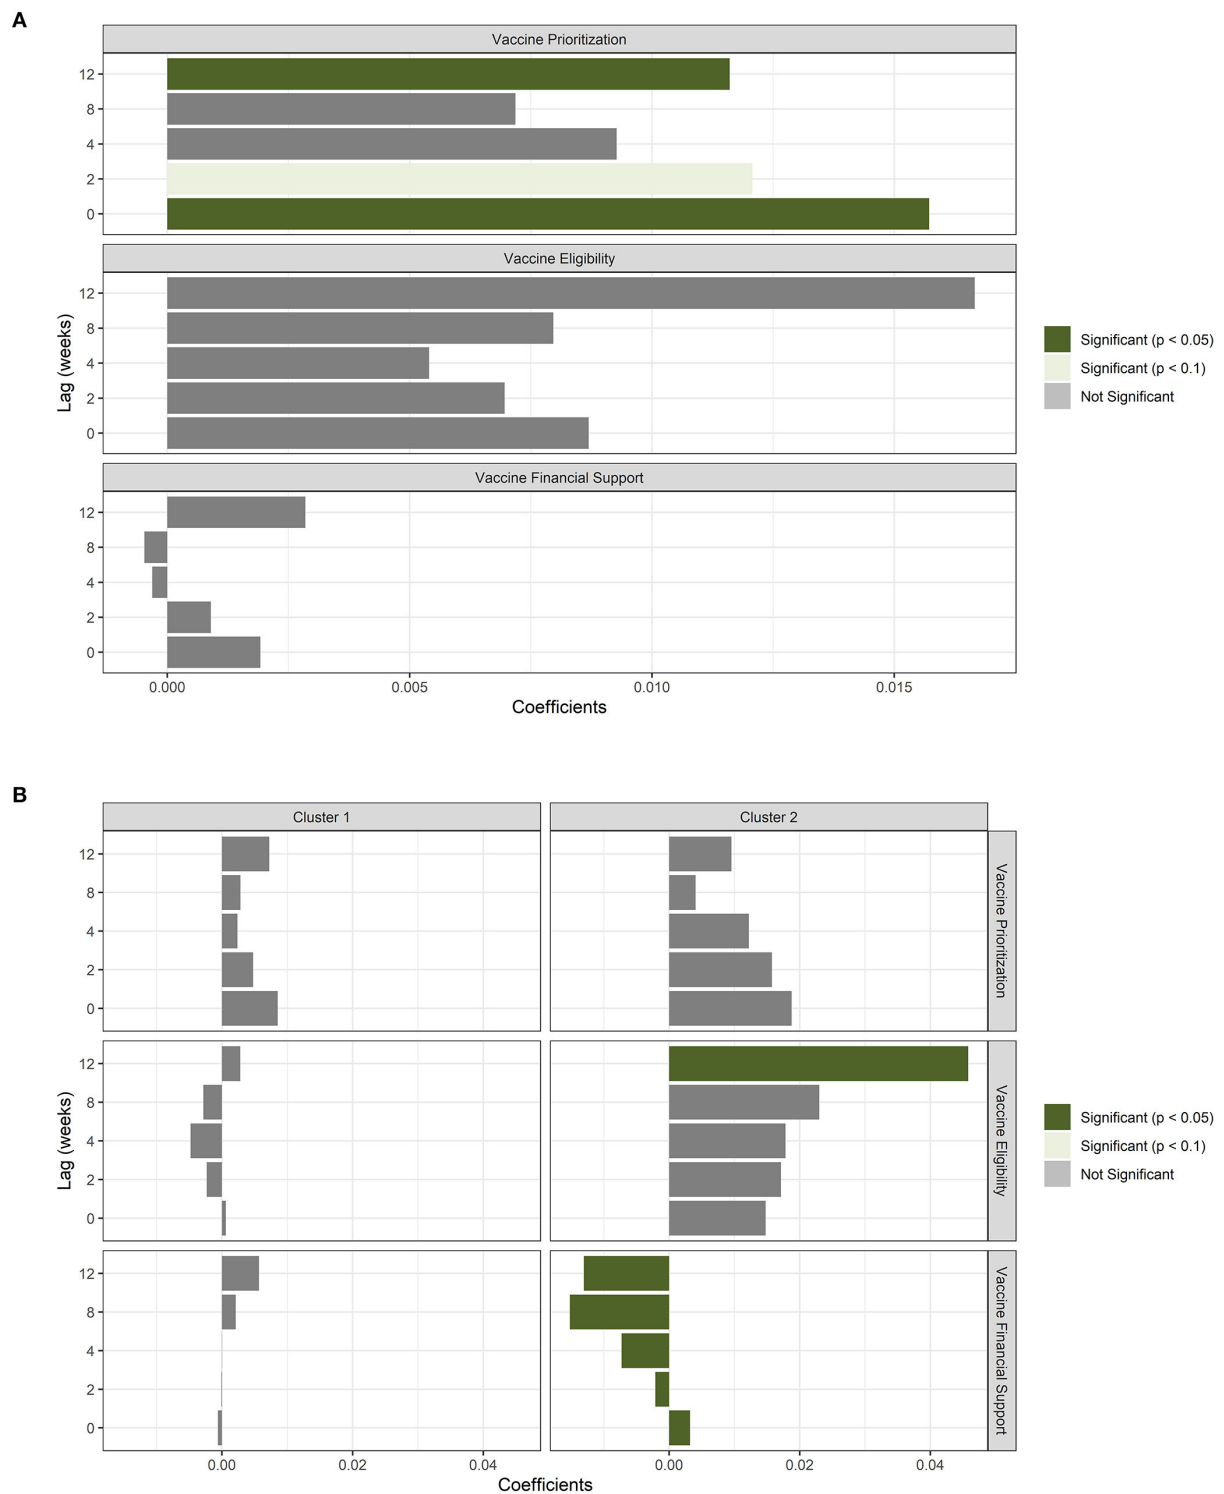 A
Vaccine Prioritization
12
8
4
2
0
Vaccine Eligibility
12
8
4
2
0
Vaccine Financial Support
12
8
4
2
0
Lag (weeks)
0.000 0.005 0.010 0.015
Coefficients
Significant (p < 0.05)
Significant (p < 0.1)
Not Significant
B
Cluster 1 Cluster 2
12
8
4
2
0
Vaccine Prioritization
12
8
4
2
0
Vaccine Eligibility
12
8
4
2
0
Vaccine Financial Support
Lag (weeks)
0.00 0.02 0.04 0.00 0.02 0.04
Coefficients
Significant (p < 0.05)
Significant (p < 0.1)
Not Significant